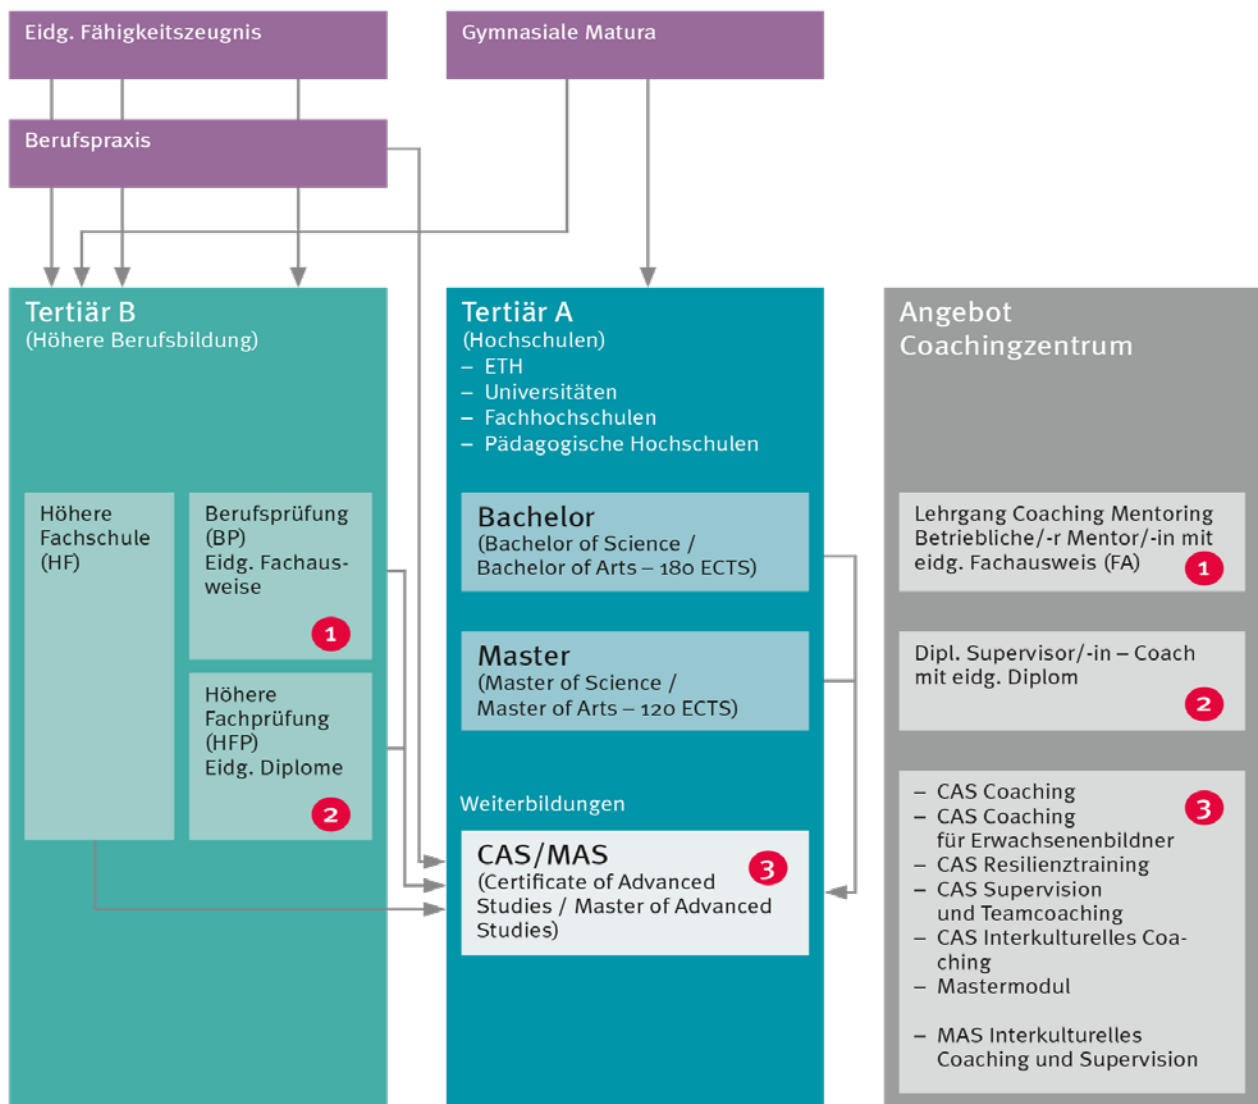 Eidg. Fähigkeitszeugnis
Gymnasiale Matura
Berufspraxis
Tertiär B
(Höhere Berufsbildung)
Höhere
Fachschule
(HF)
Berufsprüfung
(BP)
Eidg. Fachaus-
weise
1
Höhere
Fachprüfung
(HFP)
Eidg. Diplome
2
Tertiär A
(Hochschulen)
– ETH
– Universitäten
– Fachhochschulen
– Pädagogische Hochschulen
Bachelor
(Bachelor of Science /
Bachelor of Arts – 180 ECTS)
Master
(Master of Science /
Master of Arts – 120 ECTS)
Weiterbildungen
CAS/MAS
3
(Certificate of Advanced
Studies / Master of Advanced
Studies)
Angebot
Coachingzentrum
Lehrgang Coaching Mentoring
Betriebliche/-r Mentor/-in mit
eidg. Fachausweis (FA)
1
Dipl. Supervisor/-in – Coach
mit eidg. Diplom
2
– CAS Coaching
3
– CAS Coaching
für Erwachsenenbildner
– CAS Resilienztraining
– CAS Supervision
und Teamcoaching
– CAS Interkulturelles Coa-
ching
– Mastermodul
– MAS Interkulturelles
Coaching und Supervision